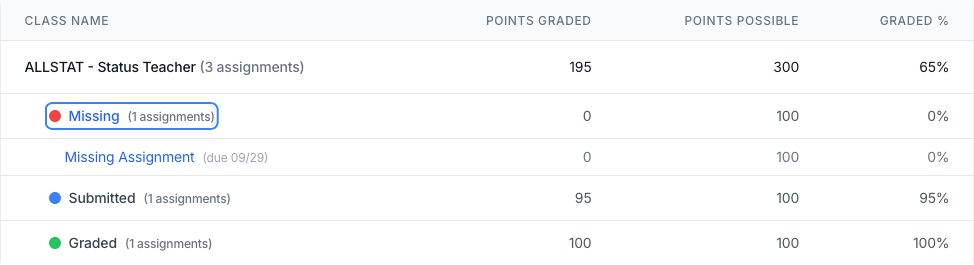 CLASS NAME POINTS GRADED POINTS POSSIBLE GRADED %
ALLSTAT - Status Teacher (3 assignments) 195 300 65%
Missing (1 assignments) 0 100 0%
Missing Assignment (due 09/29) 0 100 0%
Submitted (1 assignments) 95 100 95%
Graded (1 assignments) 100 100 100%